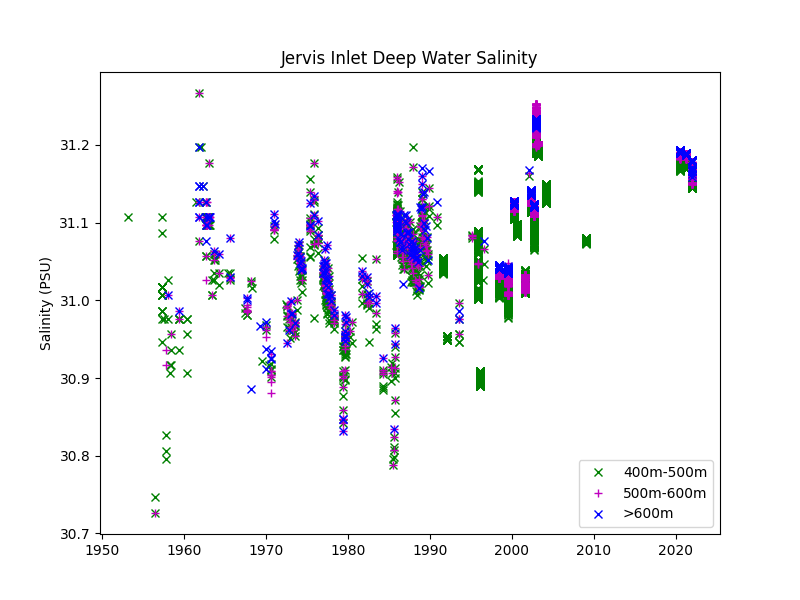 Jervis Inlet Deep Water Salinity
Salinity (PSU)
31.2
31.1
31.0
30.9
30.8
30.7
1950 1960 1970 1980 1990 2000 2010 2020
400m-500m
500m-600m
>600m